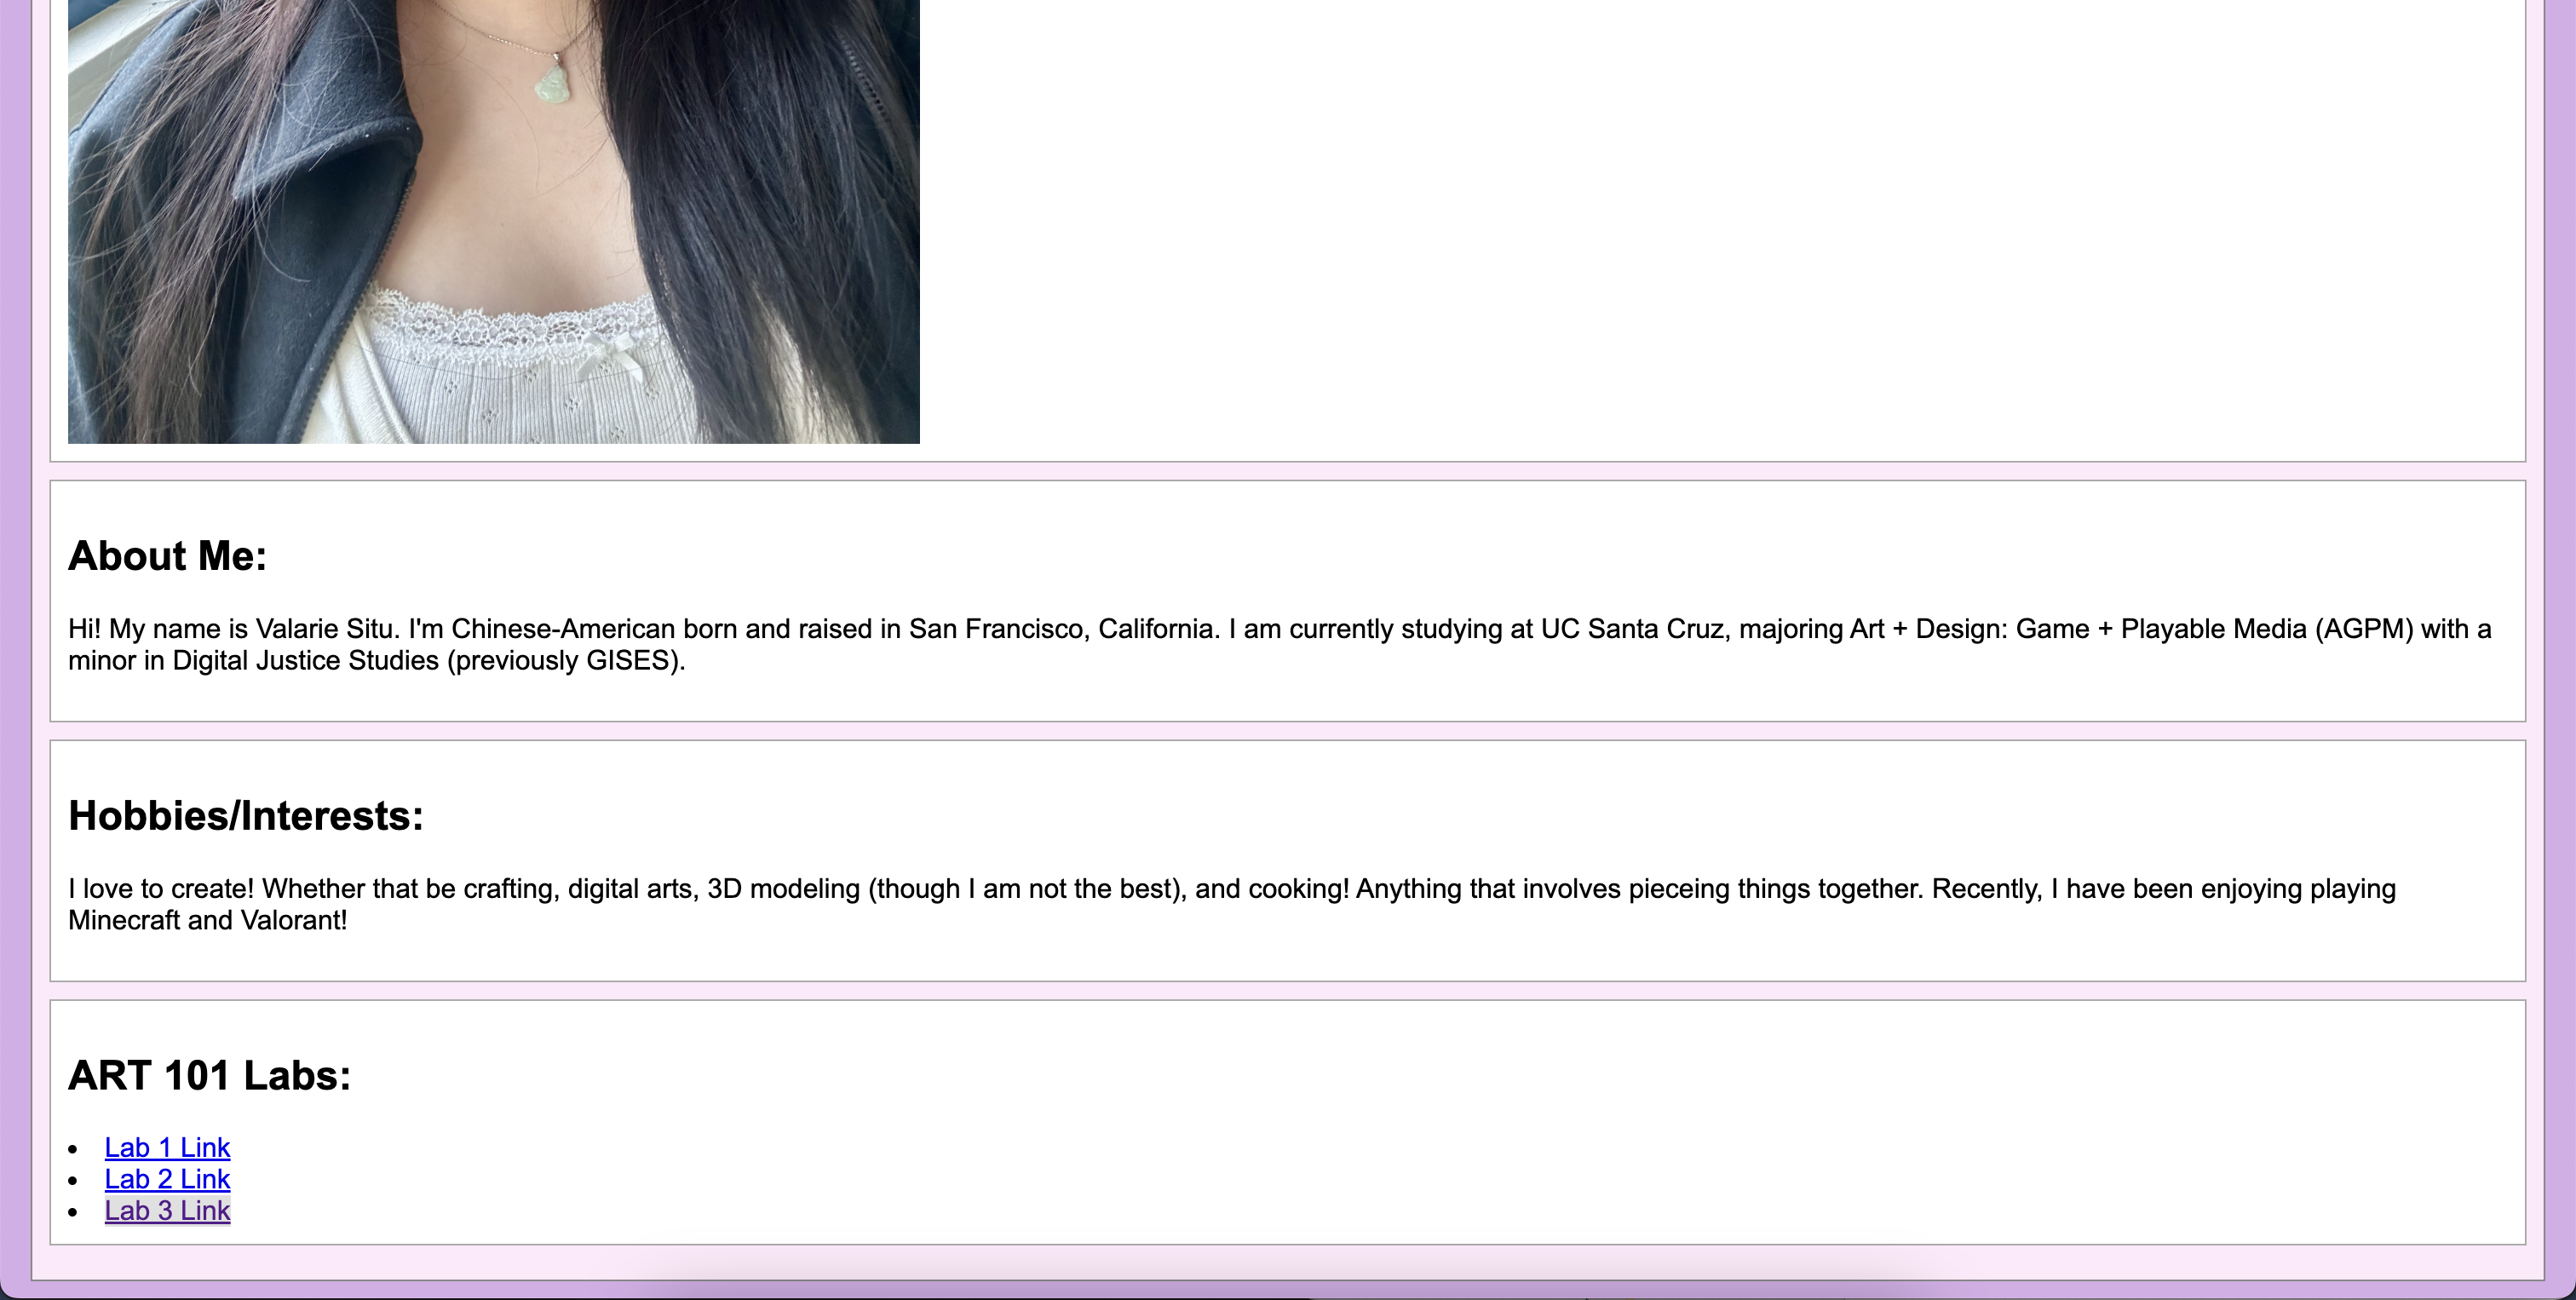 About Me:
Hi! My name is Valarie Situ. I'm Chinese-American born and raised in San Francisco, California. I am currently studying at UC Santa Cruz, majoring Art + Design: Game + Playable Media (AGPM) with a
minor in Digital Justice Studies (previously GISES).
Hobbies/Interests:
I love to create! Whether that be crafting, digital arts, 3D modeling (though I am not the best), and cooking! Anything that involves pieceing things together. Recently, I have been enjoying playing
Minecraft and Valorant!
ART 101 Labs:
Lab 1 Link
Lab 2 Link
Lab 3 Link